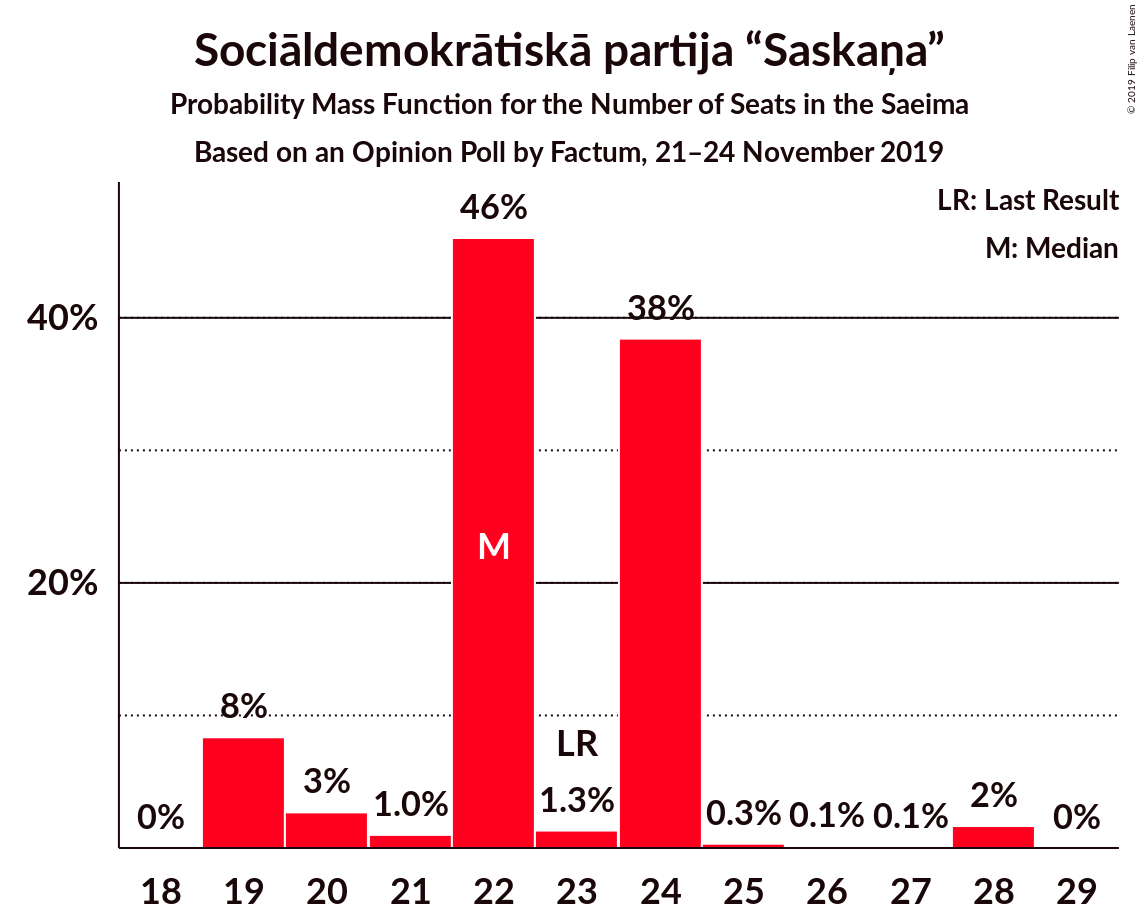 Sociāldemokrātiskā partija “Saskaņa”
Probability Mass Function for the Number of Seats in the Saeima
Based on an Opinion Poll by Factum, 21–24 November 2019
© 2019 Filip van Laenen
LR: Last Result
M: Median
46%
40%
38%
M
20%
8%
LR
3%
2%
1.3%
1.0%
0.3%
0.1%
0.1%
0%
0%
18 19 20 21 22 23 24 25 26 27 28 29